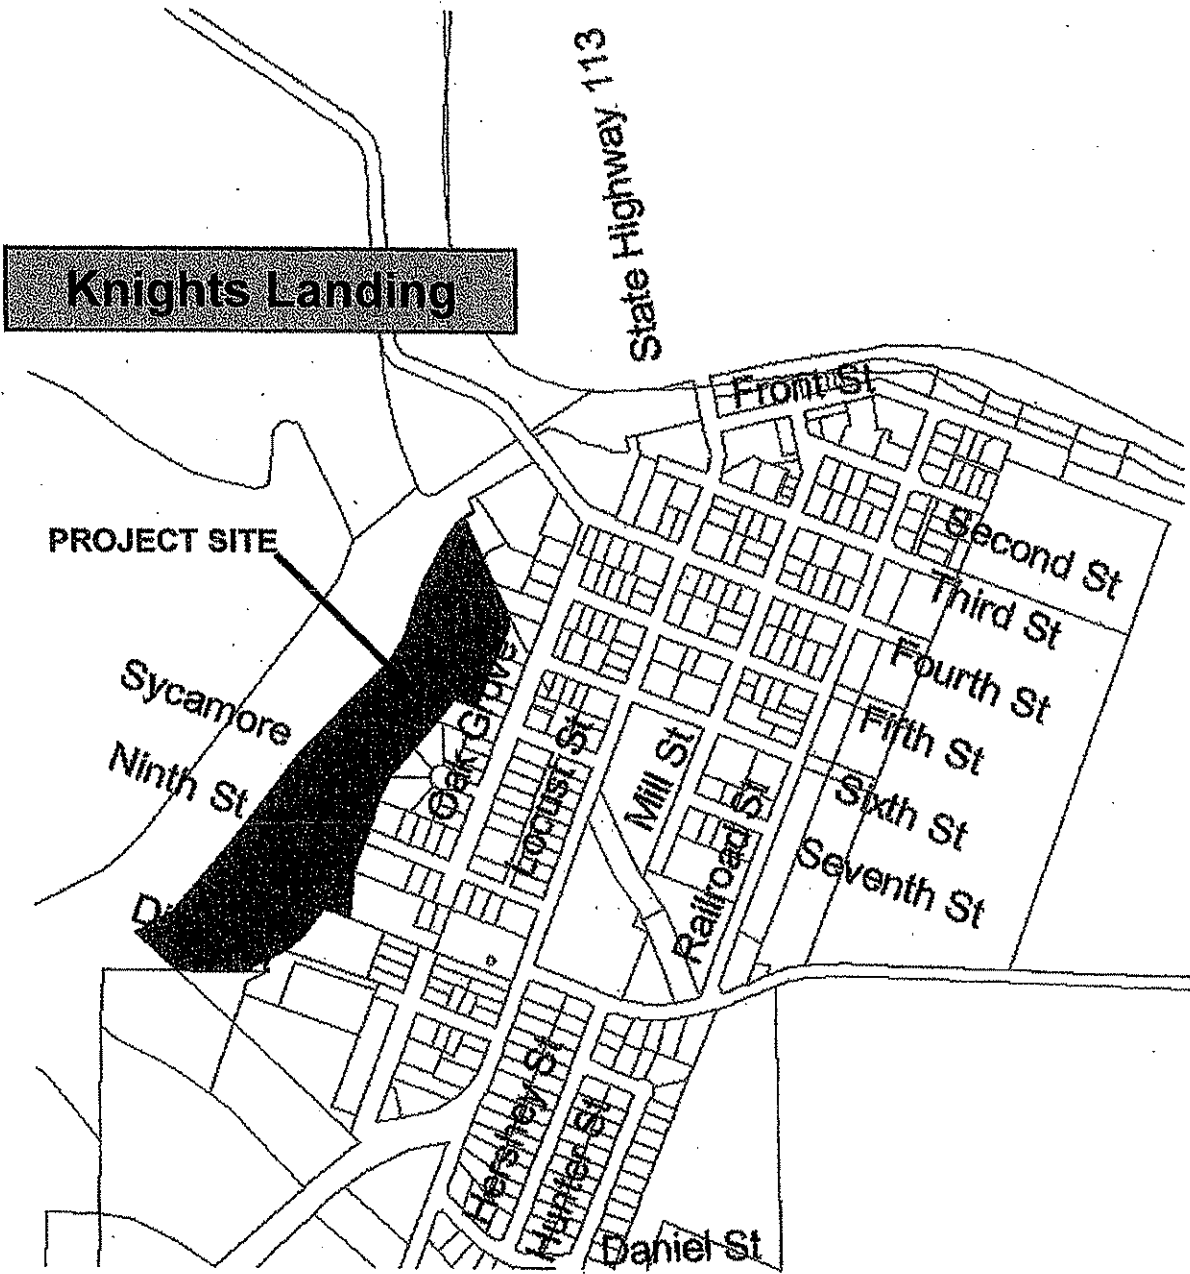 State Highway 113
Knights Landing
Front St
PROJECT SITE
Second St
Third St
Fourth St
Fifth St
Sixth St
Seventh St
Sycamore
Ninth St
Oak Grove
Locust St
Mill St
Railroad St
Hershey St
Hunter St
Daniel St